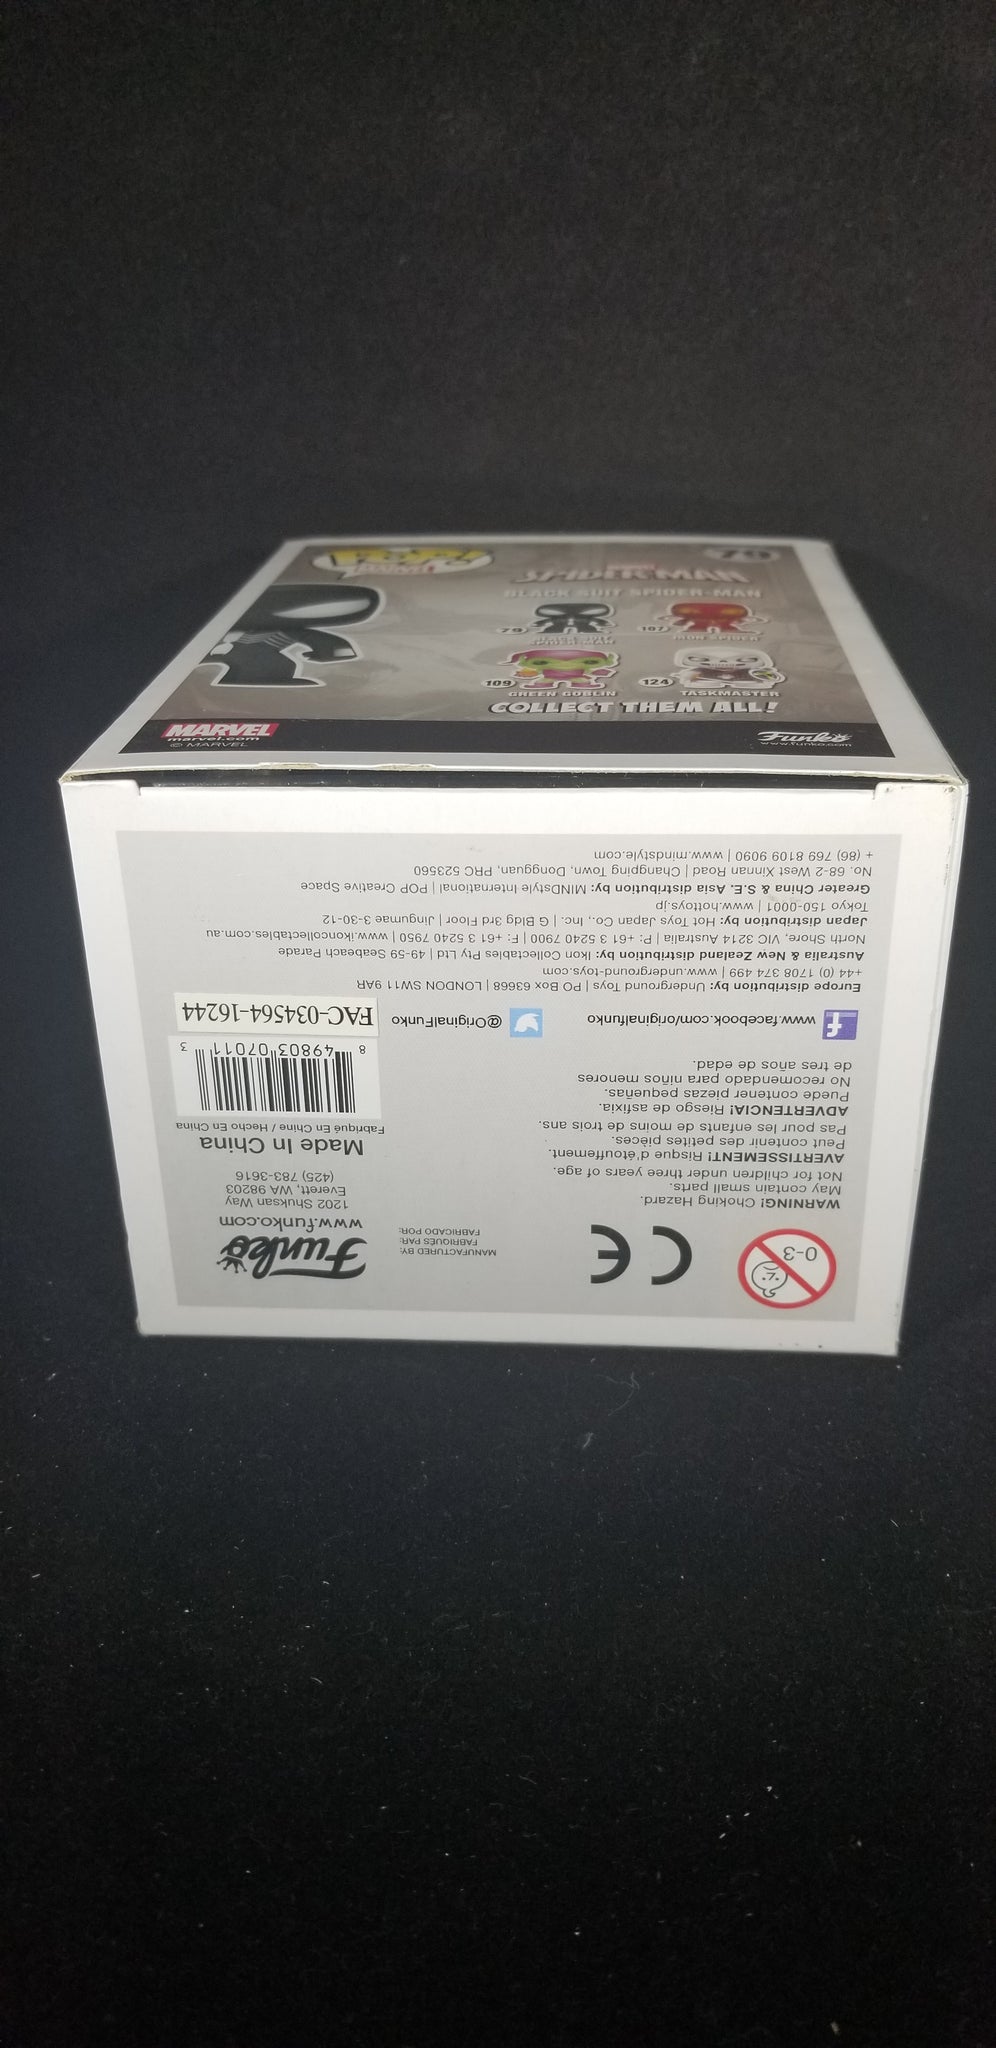 POP!
MARVEL
79
MARVEL
SPIDER-MAN
BLACK SUIT SPIDER-MAN
79
BLACK SUIT
SPIDER-MAN
107
IRON SPIDER
109
GREEN GOBLIN
124
TASKMASTER
COLLECT THEM ALL!
MARVEL
marvel.com
© MARVEL
Funko
www.funko.com
0-3
CE
MANUFACTURED BY:
FABRIQUÉS PAR:
FABRICADO POR:
Funko
www.funko.com
1202 Shuksan Way
Everett, WA 98203
(425) 783-3616
Made In China
Fabriqué En Chine / Hecho En China
8 49803 07011 3
FAC-034564-16244
WARNING! Choking Hazard.
May contain small parts.
Not for children under three years of age.
AVERTISSEMENT! Risque d'étouffement.
Peut contenir des petites pièces.
Pas pour les enfants de moins de trois ans.
ADVERTENCIA! Riesgo de asfixia.
Puede contener piezas pequeñas.
No recomendado para niños menores
de tres años de edad.
f www.facebook.com/originalfunko
@OriginalFunko
Europe distribution by: Underground Toys | PO Box 63668 | LONDON SW11 9AR
+44 (0) 1708 374 499 | www.underground-toys.com
Australia & New Zealand distribution by: Ikon Collectables Pty Ltd | 49-59 Seabeach Parade
North Shore, VIC 3214 Australia | P: +61 3 5240 7900 | F: +61 3 5240 7950 | www.ikoncollectables.com.au
Japan distribution by: Hot Toys Japan Co., Inc. | G Bldg 3rd Floor | Jingumae 3-30-12
Tokyo 150-0001 | www.hottoys.jp
Greater China & S.E. Asia distribution by: MINDstyle International | POP Creative Space
No. 68-2 West Xinnan Road | Changping Town, Dongguan, PRC 523560
+ (86) 769 8109 9090 | www.mindstyle.com